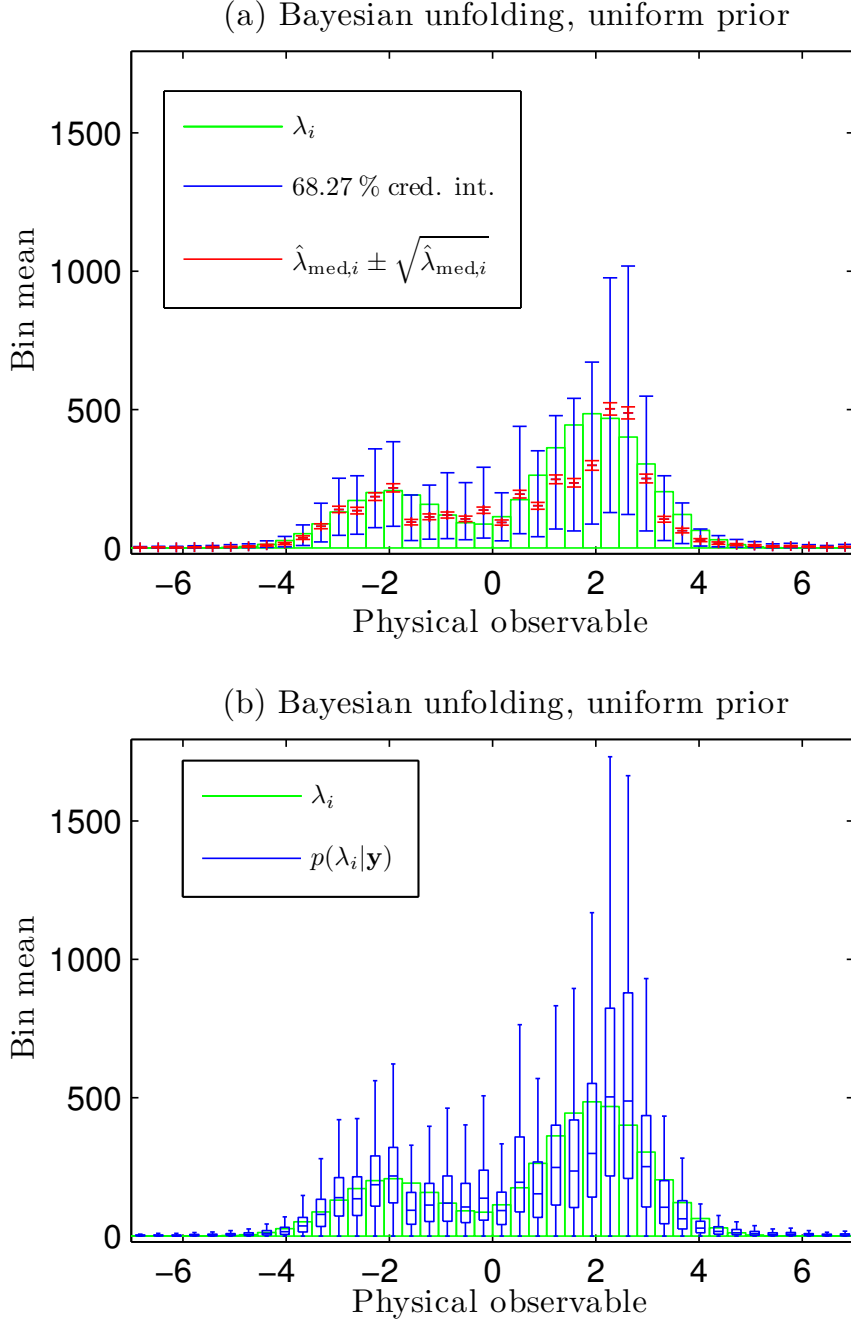 (a) Bayesian unfolding, uniform prior
1500
1000
500
0
Bin mean
λ_i
68.27 % cred. int.
λ̂_med,i ± √λ̂_med,i
−6 −4 −2 0 2 4 6
Physical observable
(b) Bayesian unfolding, uniform prior
1500
1000
500
0
Bin mean
λ_i
p(λ_i|y)
−6 −4 −2 0 2 4 6
Physical observable